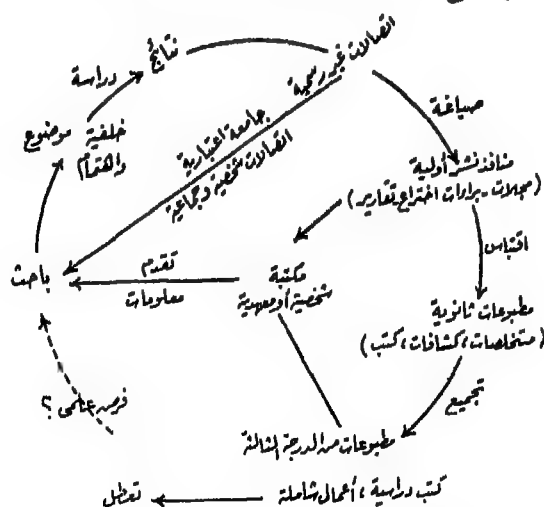 اتصالات غير رسمية
نتائج
دراسة
صياغة
خلفية موضوع
واهتمام
جامعة اعتبارية
اتصالات شخصية وجماعية
منافذ نشر أولية
(مجلات - براءات اختراع تقارير)
اقتباس
باحث
تقدم
معلومات
مكتبة
شخصية أو معهدية
مطبوعات ثانوية
(مستخلصات، كشافات، كتب)
تجميع
مطبوعات من الدرجة الثالثة
كتب دراسية، أعمال شاملة
تعطل